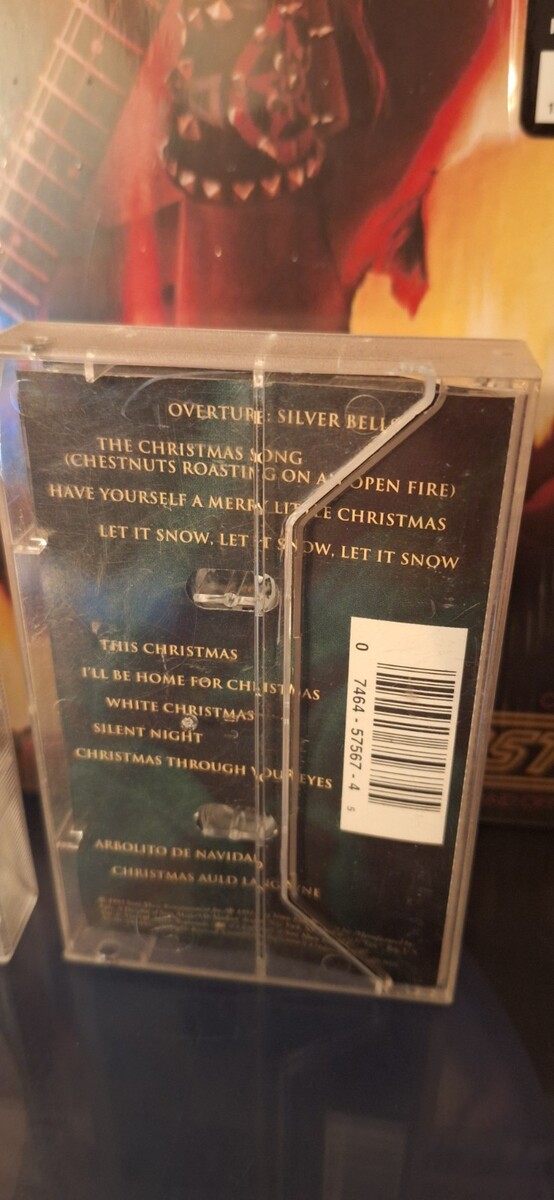 OVERTURE: SILVER BELLS
THE CHRISTMAS SONG
(CHESTNUTS ROASTING ON AN OPEN FIRE)
HAVE YOURSELF A MERRY LITTLE CHRISTMAS
LET IT SNOW, LET IT SNOW, LET IT SNOW
THIS CHRISTMAS
I'LL BE HOME FOR CHRISTMAS
WHITE CHRISTMAS
SILENT NIGHT
CHRISTMAS THROUGH YOUR EYES
0 7464-57567-4 5
ARBOLITO DE NAVIDAD
CHRISTMAS AULD LANG SYNE
ST